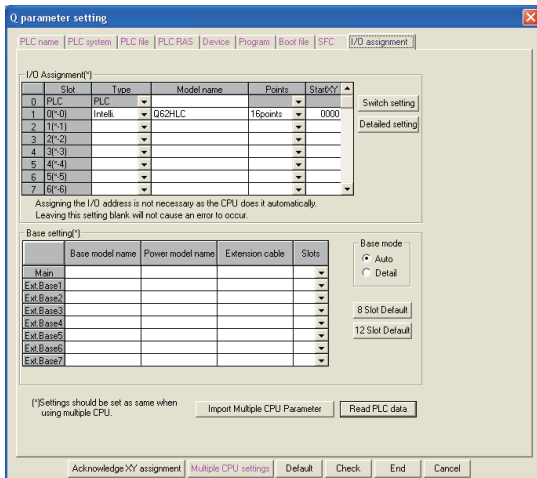 Q parameter setting
PLC name PLC system PLC file PLC RAS Device Program Boot file SFC I/O assignment
I/O Assignment(*)
Slot Type Model name Points StartXY
0 PLC PLC
1 0(*-0) Intelli. Q62HLC 16points 0000
2 1(*-1)
3 2(*-2)
4 3(*-3)
5 4(*-4)
6 5(*-5)
7 6(*-6)
Switch setting
Detailed setting
Assigning the I/O address is not necessary as the CPU does it automatically.
Leaving this setting blank will not cause an error to occur.
Base setting(*)
Base model name Power model name Extension cable Slots
Main
Ext.Base1
Ext.Base2
Ext.Base3
Ext.Base4
Ext.Base5
Ext.Base6
Ext.Base7
Base mode
Auto
Detail
8 Slot Default
12 Slot Default
(*)Settings should be set as same when
using multiple CPU.
Import Multiple CPU Parameter Read PLC data
Acknowledge XY assignment Multiple CPU settings Default Check End Cancel